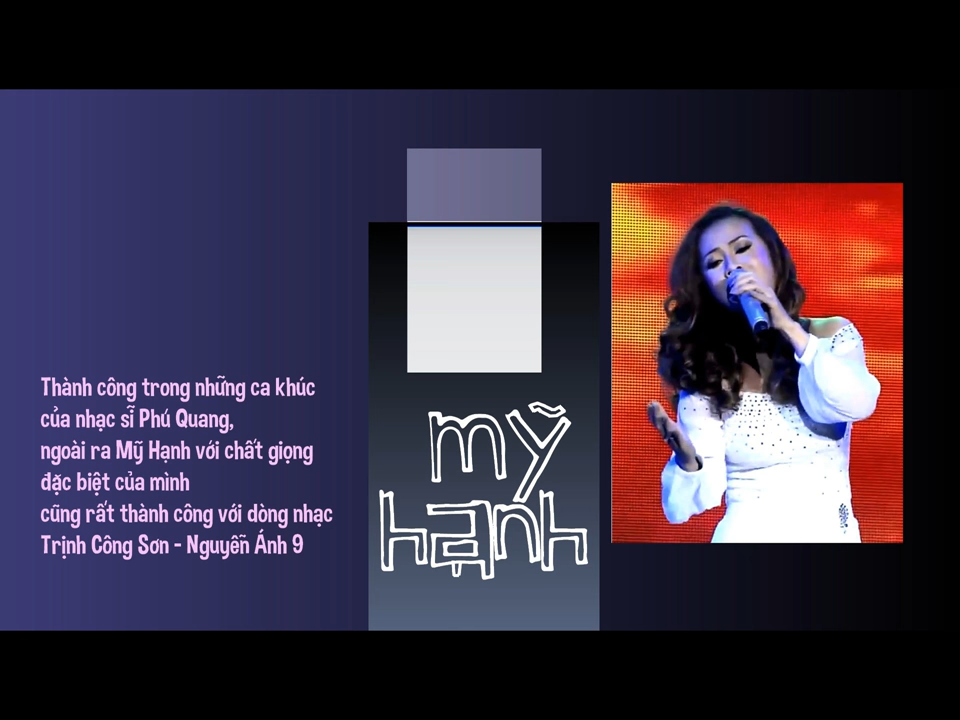 Thành công trong những ca khúc
của nhạc sĩ Phú Quang,
ngoài ra Mỹ Hạnh với chất giọng
đặc biệt của mình
cũng rất thành công với dòng nhạc
Trịnh Công Sơn - Nguyễn Ánh 9
mỹ
hạnh